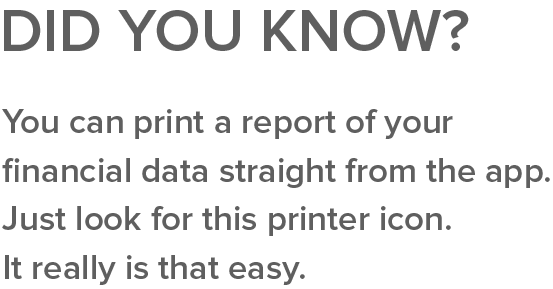 DID YOU KNOW?
You can print a report of your
financial data straight from the app.
Just look for this printer icon.
It really is that easy.